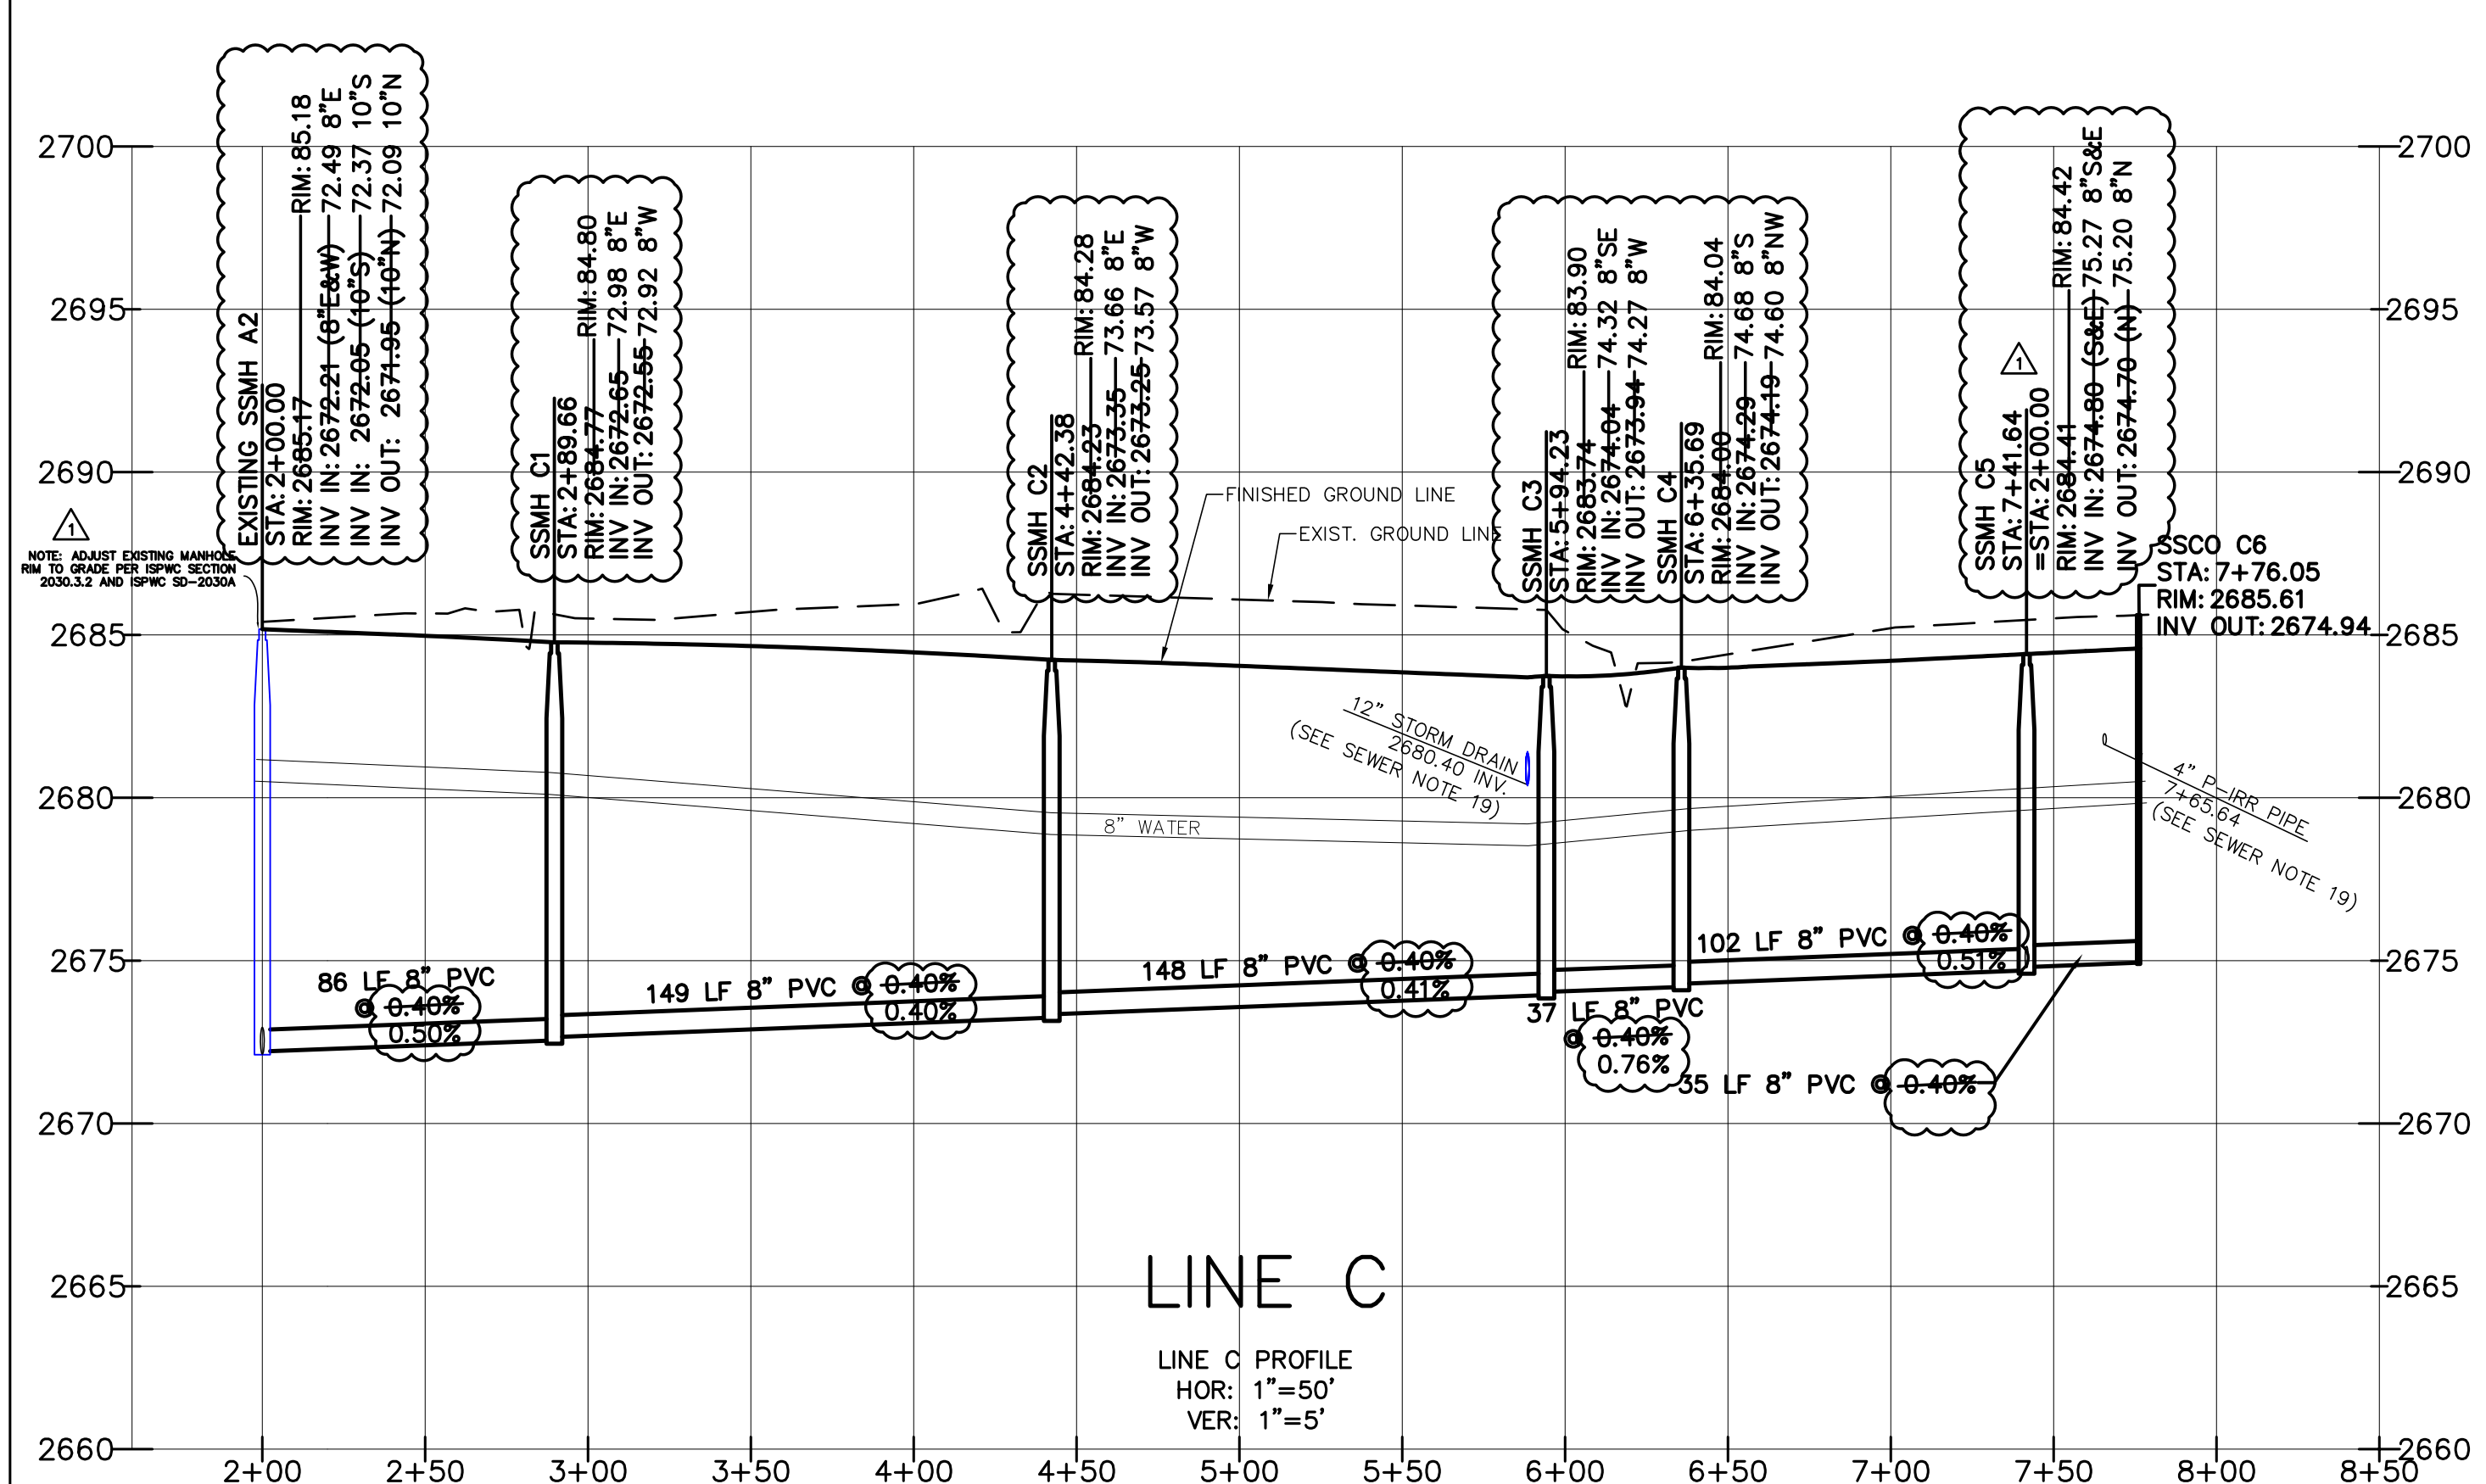 EXISTING SSMH A2
STA: 2+00.00
RIM: 2685.17 RIM: 85.18
INV IN: 2672.21 (8"E&W) 72.49 8"E
INV IN: 2672.05 (10"S) 72.37 10"S
INV OUT: 2671.95 (10"N) 72.09 10"N
SSMH C1
STA: 2+89.66
RIM: 2684.77 RIM: 84.80
INV IN: 2672.65 72.98 8"E
INV OUT: 2672.55 72.92 8"W
SSMH C2
STA: 4+42.38
RIM: 2684.23 RIM: 84.28
INV IN: 2673.35 73.66 8"E
INV OUT: 2673.25 73.57 8"W
SSMH C3
STA: 5+94.23
RIM: 2683.74 RIM: 83.90
INV IN: 2674.04 74.32 8"SE
INV OUT: 2673.94 74.27 8"W
SSMH C4
STA: 6+35.69
RIM: 2684.00 RIM: 84.04
INV IN: 2674.29 74.68 8"S
INV OUT: 2674.19 74.60 8"NW
1
SSMH C5
STA: 7+41.64
=STA: 2+00.00
RIM: 2684.41 RIM: 84.42
INV IN: 2674.80 (S&E) 75.27 8"S&E
INV OUT: 2674.70 (N) 75.20 8"N
SSCO C6
STA: 7+76.05
RIM: 2685.61
INV OUT: 2674.94
1
NOTE: ADJUST EXISTING MANHOLE
RIM TO GRADE PER ISPWC SECTION
2030.3.2 AND ISPWC SD-2030A
FINISHED GROUND LINE
EXIST. GROUND LINE
12" STORM DRAIN
2680.40 INV.
(SEE SEWER NOTE 19)
8" WATER
4" P-IRR PIPE
7+65.64
(SEE SEWER NOTE 19)
86 LF 8" PVC
@ 0.40%
0.50%
149 LF 8" PVC @ 0.40%
0.40%
148 LF 8" PVC @ 0.40%
0.41%
37 LF 8" PVC
@ 0.40%
0.76%
102 LF 8" PVC @ 0.40%
0.51%
35 LF 8" PVC @ 0.40%
2700 2700
2695 2695
2690 2690
2685 2685
2680 2680
2675 2675
2670 2670
2665 2665
2660 2660
LINE C
LINE C PROFILE
HOR: 1"=50'
VER: 1"=5'
2+00 2+50 3+00 3+50 4+00 4+50 5+00 5+50 6+00 6+50 7+00 7+50 8+00 8+50